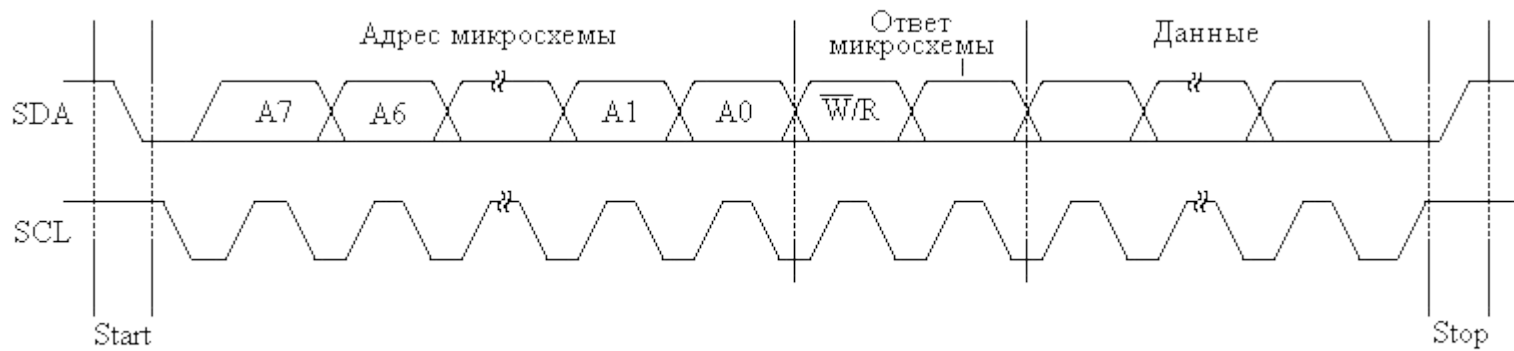 Адрес микросхемы
Ответ
микросхемы
Данные
SDA
A7
A6
A1
A0
W̅/R
SCL
Start
Stop